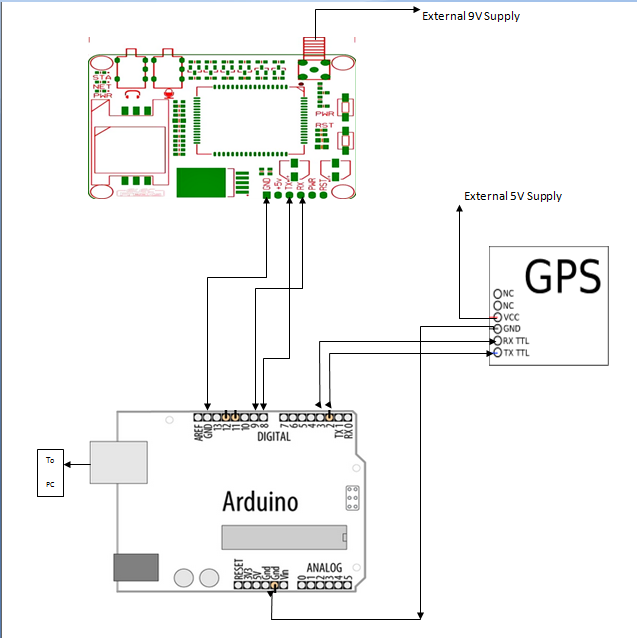 External 9V Supply
STA
NET
PWR
PWR
RST
GND
+5v
TX
RX
PWR
RST
External 5V Supply
GPS
NC
NC
VCC
GND
RX TTL
TX TTL
AREF
GND
13
12
11
10
9
8
7
6
5
4
3
2
TX 1
RX 0
DIGITAL
To
PC
Arduino
RESET
3V3
5V
Gnd
Gnd
Vin
ANALOG
0
1
2
3
4
5